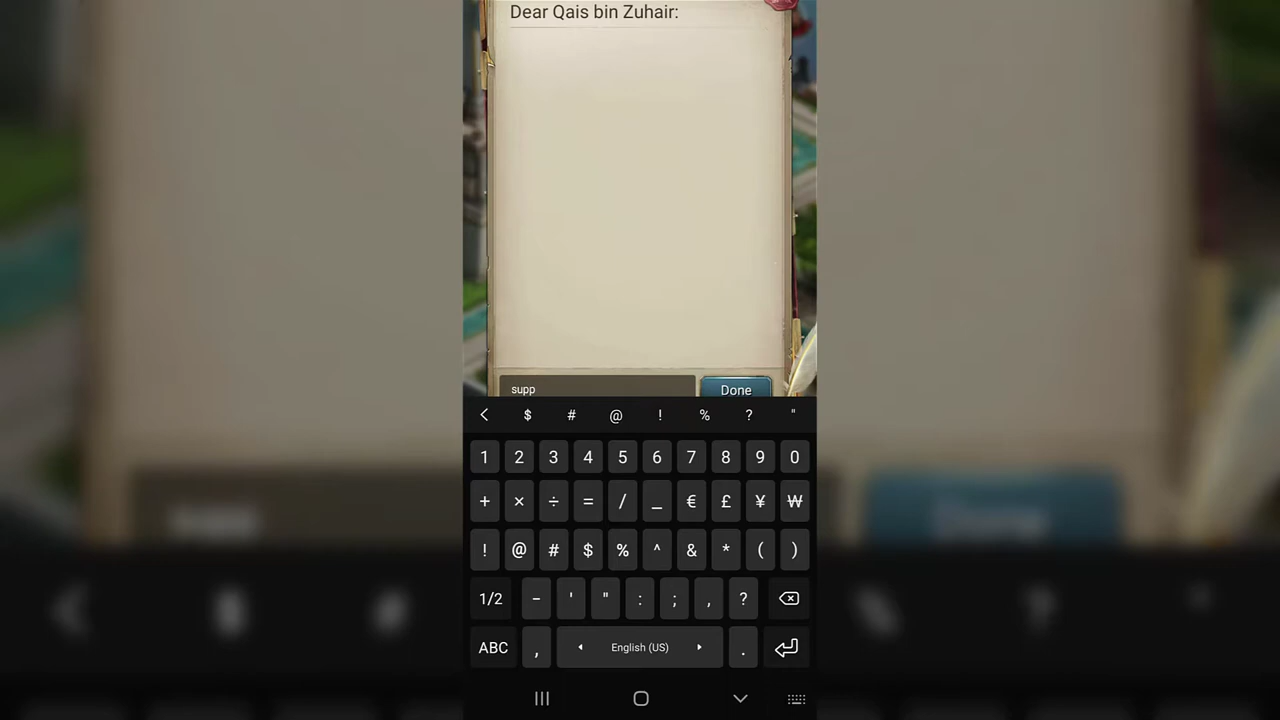 Dear Qais bin Zuhair:
supp
Done
< $ # @ ! % ? "
1 2 3 4 5 6 7 8 9 0
+ × ÷ = / _ € £ ¥ ₩
! @ # $ % ^ & * ( )
1/2 - ' " : ; , ?
ABC , English (US) .